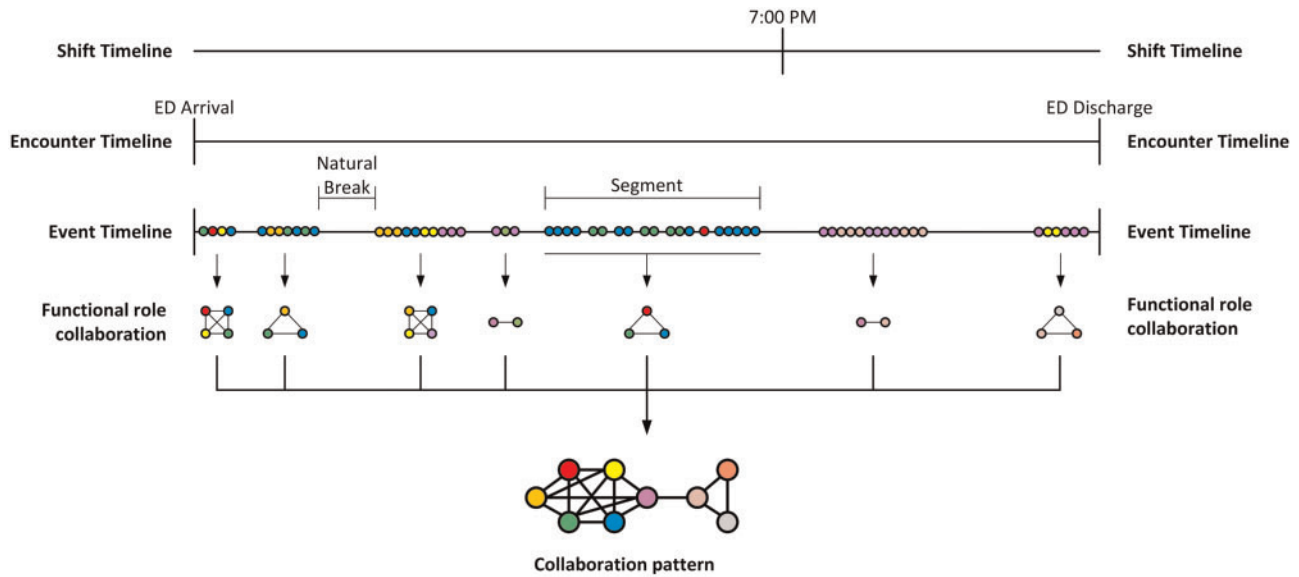 7:00 PM
Shift Timeline
Shift Timeline
ED Arrival
ED Discharge
Encounter Timeline
Encounter Timeline
Natural
Break
Segment
Event Timeline
Event Timeline
Functional role
collaboration
Functional role
collaboration
Collaboration pattern